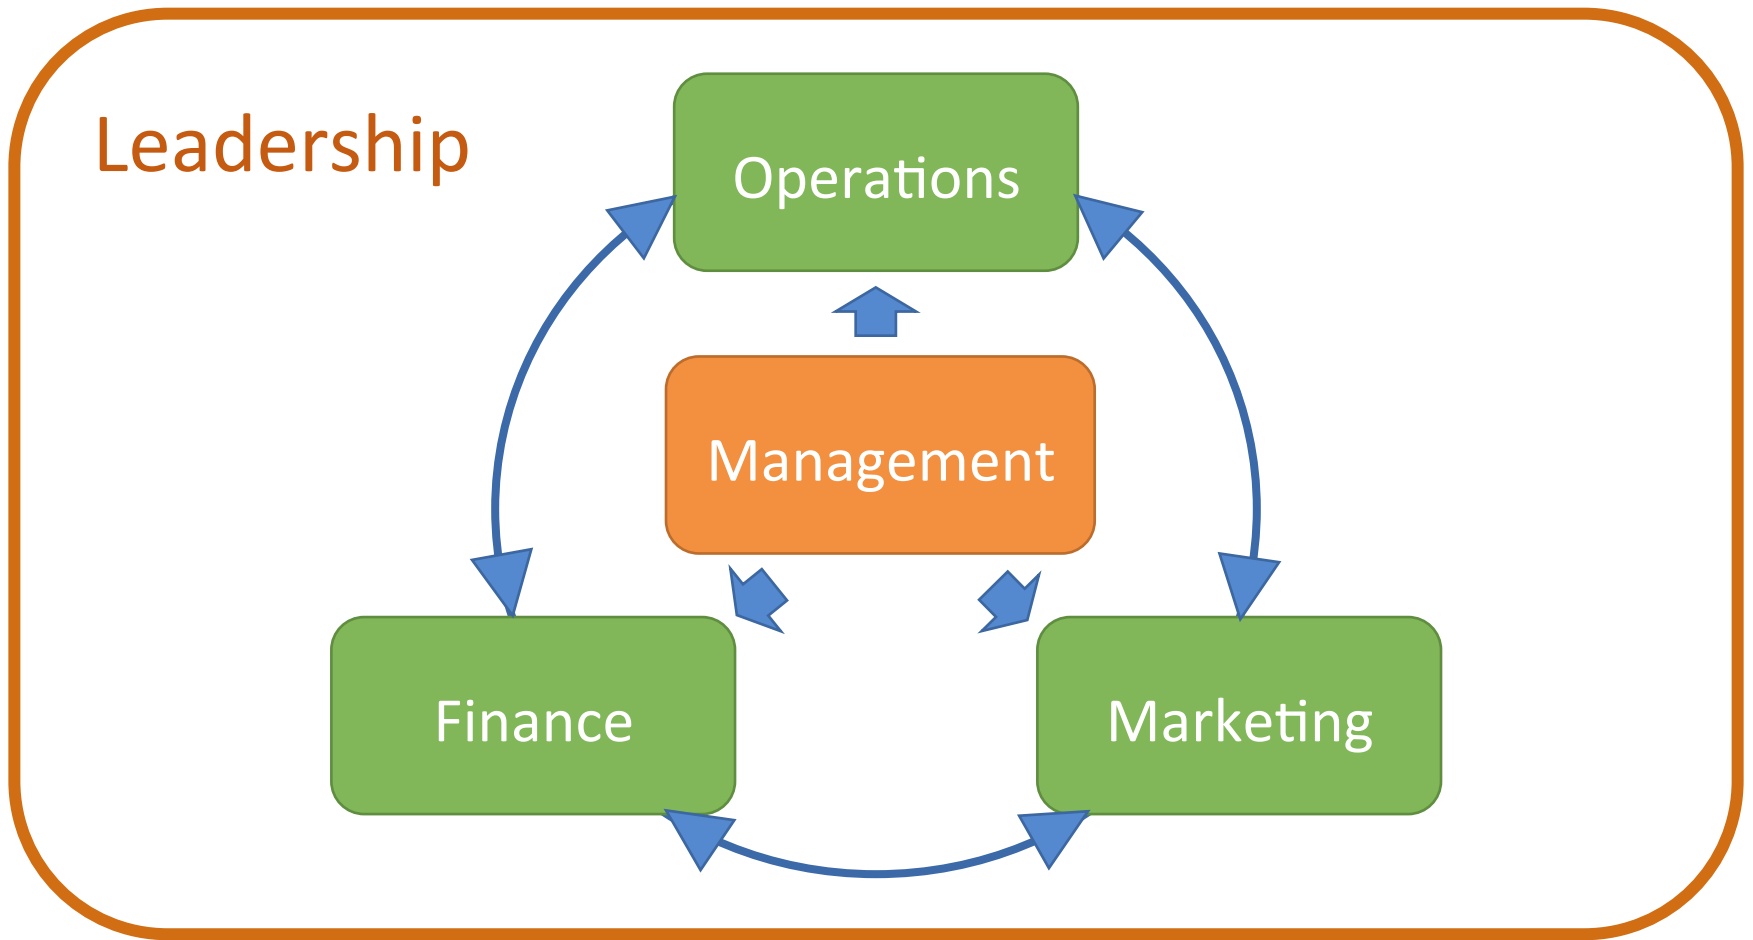 Leadership
Operations
Management
Finance
Marketing